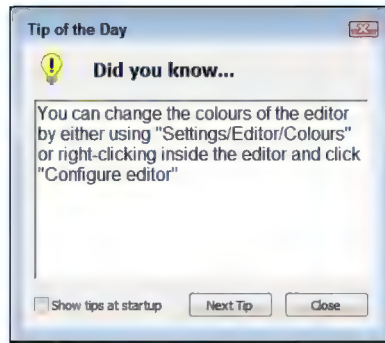 Tip of the Day
Did you know...
You can change the colours of the editor
by either using "Settings/Editor/Colours"
or right-clicking inside the editor and click
"Configure editor"
Show tips at startup
Next Tip
Close